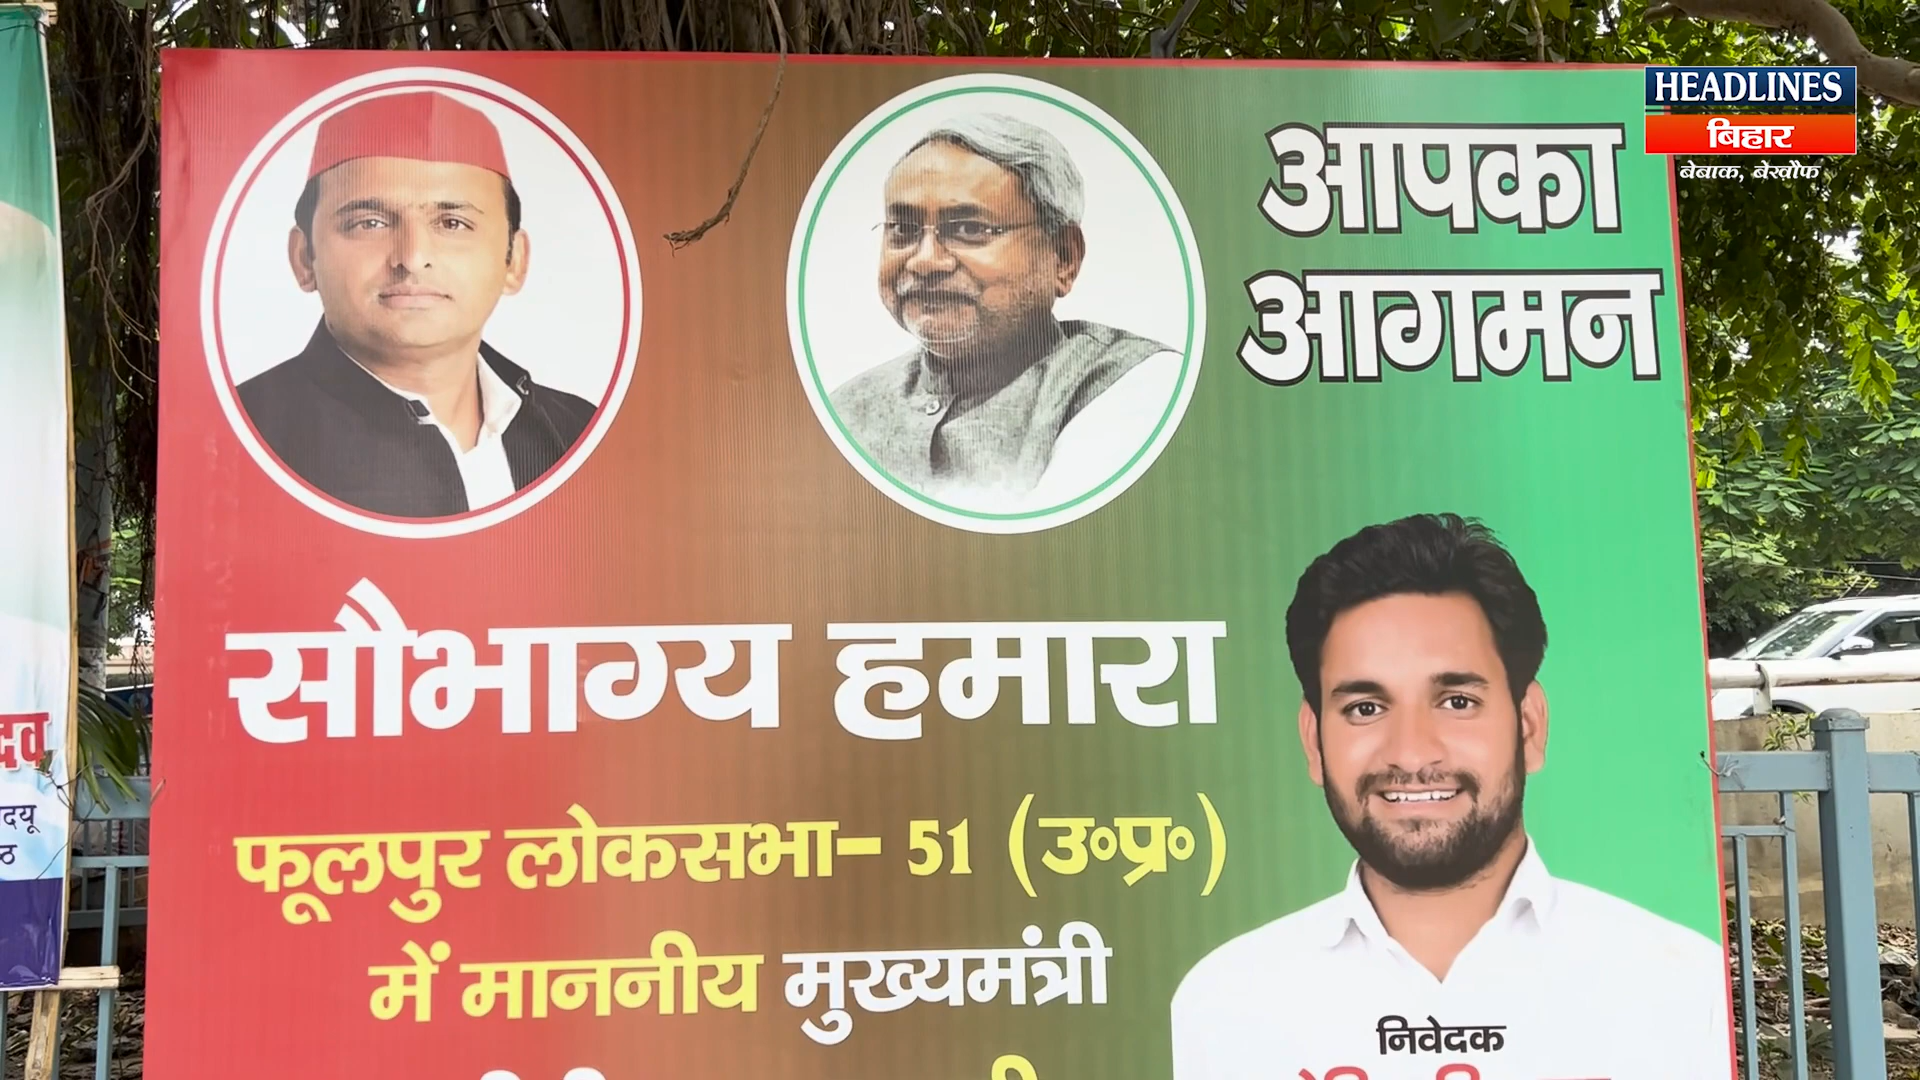 HEADLINES
बिहार
बेबाक, बेखौफ
आपका
आगमन
सौभाग्य हमारा
फूलपुर लोकसभा- 51 (उ०प्र०)
में माननीय मुख्यमंत्री
निवेदक